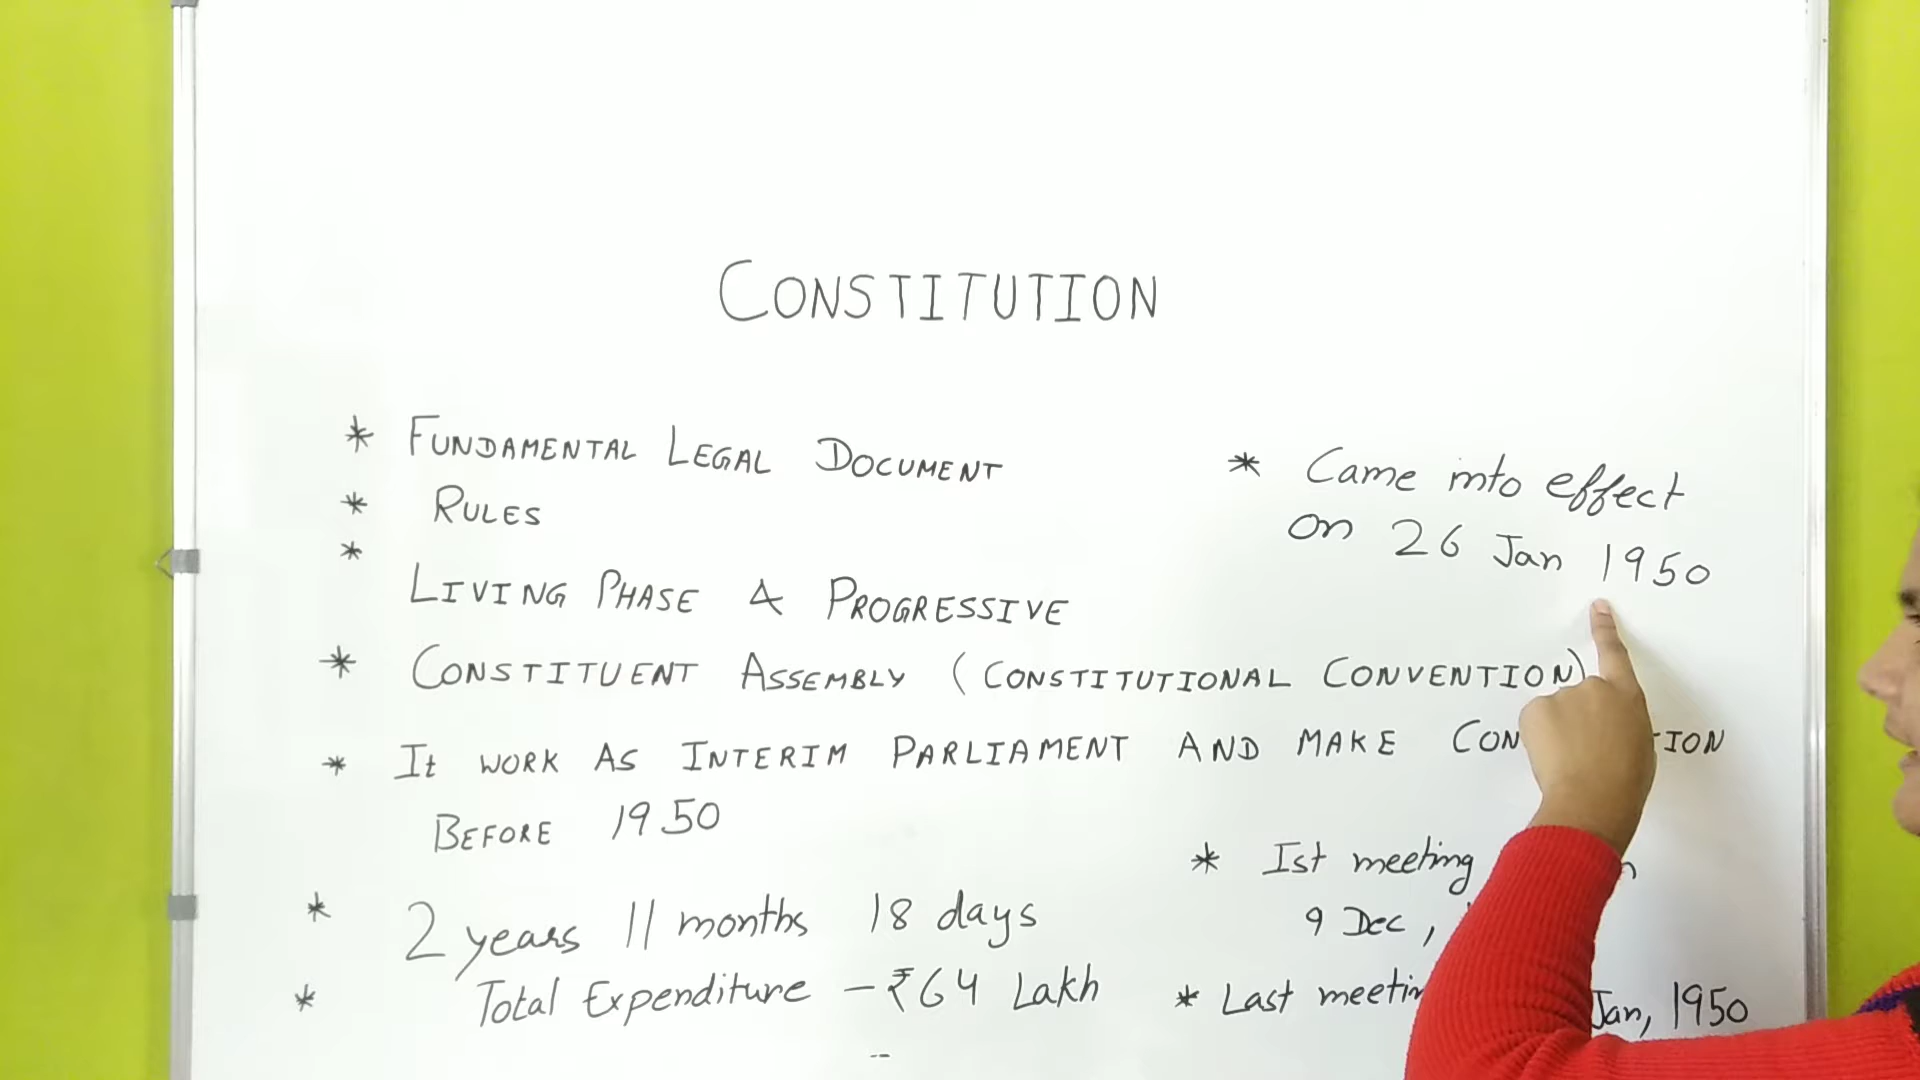 CONSTITUTION
* FUNDAMENTAL LEGAL DOCUMENT
* RULES
*
LIVING PHASE & PROGRESSIVE
* Came into effect
on 26 Jan 1950
* CONSTITUENT ASSEMBLY (CONSTITUTIONAL CONVENTION)
* It WORK AS INTERIM PARLIAMENT AND MAKE
BEFORE 1950
* 2 years 11 months 18 days
* Total Expenditure - ₹64 Lakh
* Ist meeting
9 Dec,
* Last meeting Jan, 1950